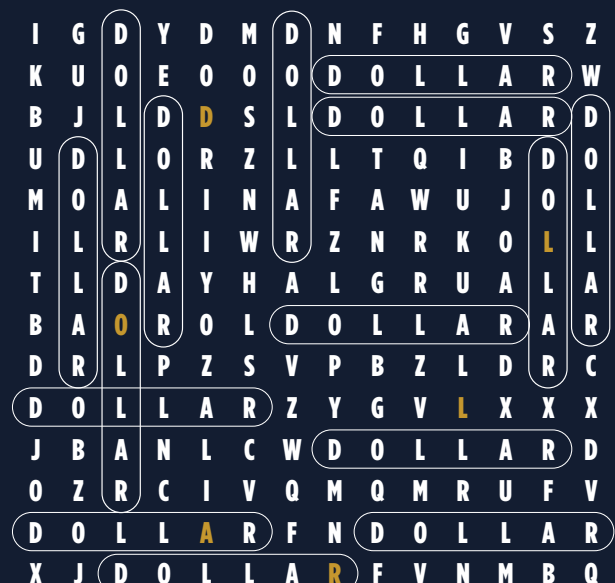 I G D Y D M D N F H G V S Z
K U O E O O O D O L L A R W
B J L D D S L D O L L A R D
U D L O R Z L L T Q I B D O
M O A L I N A F A W U J O L
I L R L I W R Z N R K O L L
T L D A Y H A L G R U A L A
B A O R O L D O L L A R A R
D R L P Z S V P B Z L D R C
D O L L A R Z Y G V L X X X
J B A N L C W D O L L A R D
O Z R C I V Q M Q M R U F V
D O L L A R F N D O L L A R
X J D O L L A R F V N M B Q